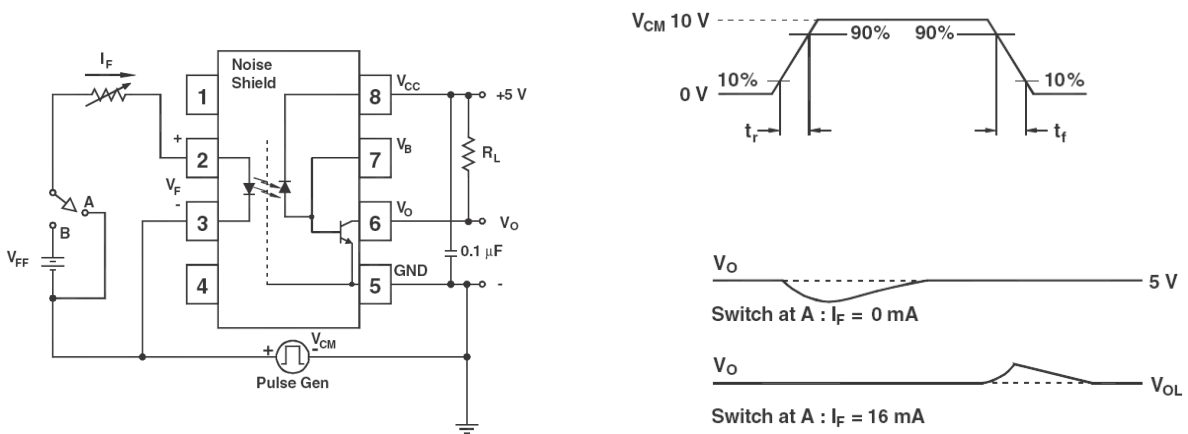 I_F
Noise
Shield
1
8
V_CC
+5 V
+
2
7
V_B
R_L
V_F
-
3
6
V_O
V_O
A
B
V_FF
4
5
GND
0.1 μF
-
+
V_CM
-
Pulse Gen
V_CM 10 V
90%
90%
10%
10%
0 V
t_r
t_f
V_O
5 V
Switch at A : I_F = 0 mA
V_O
V_OL
Switch at A : I_F = 16 mA